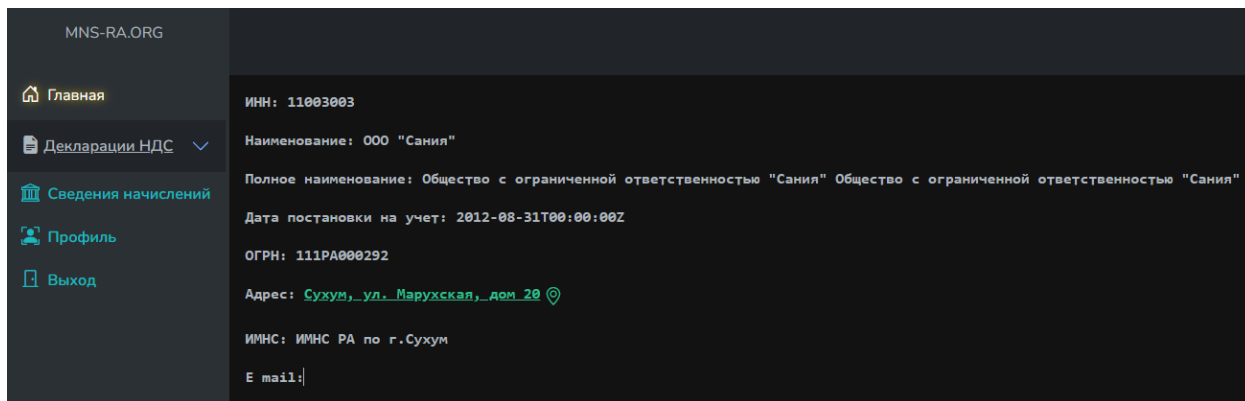 MNS-RA.ORG
Главная
Декларации НДС
Сведения начислений
Профиль
Выход
ИНН: 11003003
Наименование: ООО "Сания"
Полное наименование: Общество с ограниченной ответственностью "Сания" Общество с ограниченной ответственностью "Сания"
Дата постановки на учет: 2012-08-31T00:00:00Z
ОГРН: 111РА000292
Адрес: Сухум, ул. Марухская, дом 20
ИМНС: ИМНС РА по г.Сухум
E mail: